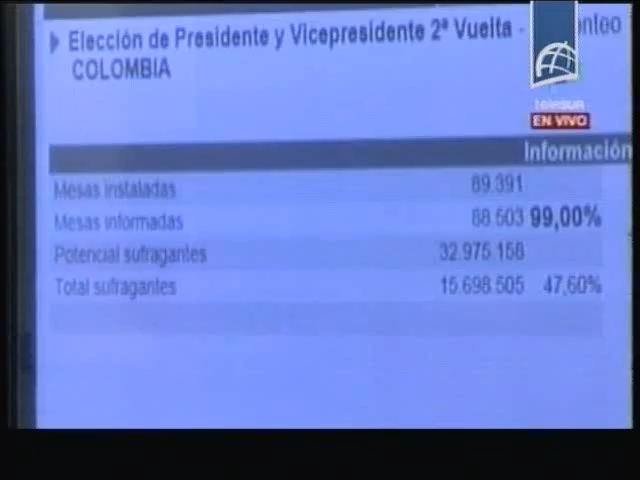 Elección de Presidente y Vicepresidente 2ª Vuelta -
COLOMBIA
teleSUR
EN VIVO
Información
Mesas instaladas 89.391
Mesas informadas 88.503 99,00%
Potencial sufragantes 32.975.158
Total sufragantes 15.698.505 47,60%